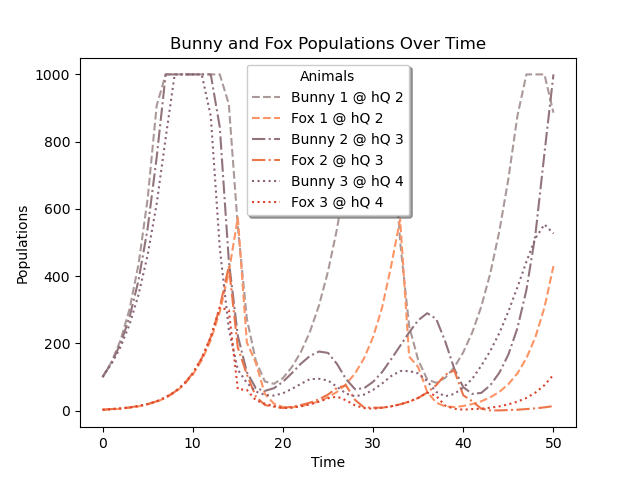 Bunny and Fox Populations Over Time
Animals
Bunny 1 @ hQ 2
Fox 1 @ hQ 2
Bunny 2 @ hQ 3
Fox 2 @ hQ 3
Bunny 3 @ hQ 4
Fox 3 @ hQ 4
Populations
1000
800
600
400
200
0
0 10 20 30 40 50
Time